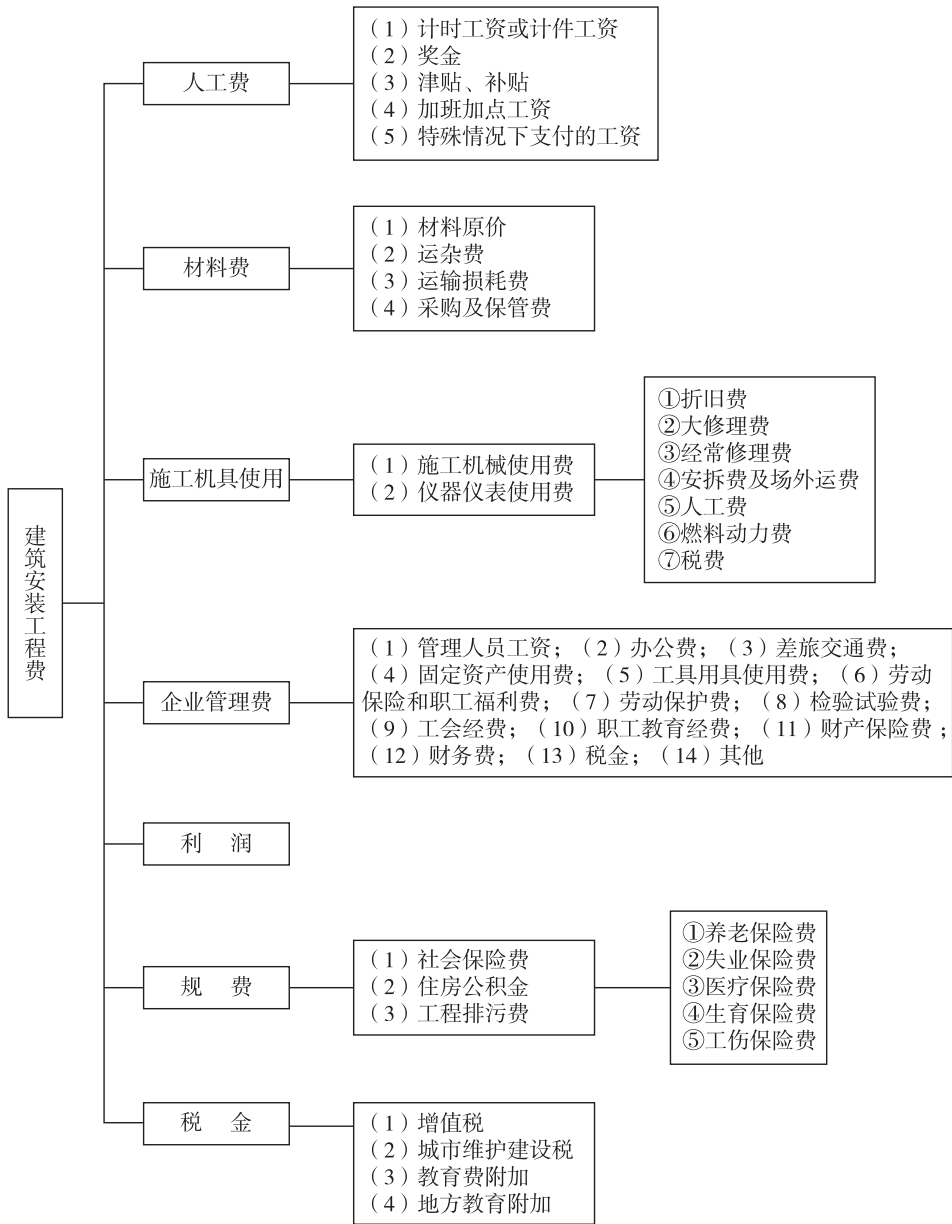 建筑安装工程费
人工费
（1）计时工资或计件工资
（2）奖金
（3）津贴、补贴
（4）加班加点工资
（5）特殊情况下支付的工资
材料费
（1）材料原价
（2）运杂费
（3）运输损耗费
（4）采购及保管费
施工机具使用
（1）施工机械使用费
（2）仪器仪表使用费
①折旧费
②大修理费
③经常修理费
④安拆费及场外运费
⑤人工费
⑥燃料动力费
⑦税费
企业管理费
（1）管理人员工资；（2）办公费；（3）差旅交通费；
（4）固定资产使用费；（5）工具用具使用费；（6）劳动
保险和职工福利费；（7）劳动保护费；（8）检验试验费；
（9）工会经费；（10）职工教育经费；（11）财产保险费；
（12）财务费；（13）税金；（14）其他
利 润
规 费
（1）社会保险费
（2）住房公积金
（3）工程排污费
①养老保险费
②失业保险费
③医疗保险费
④生育保险费
⑤工伤保险费
税 金
（1）增值税
（2）城市维护建设税
（3）教育费附加
（4）地方教育附加